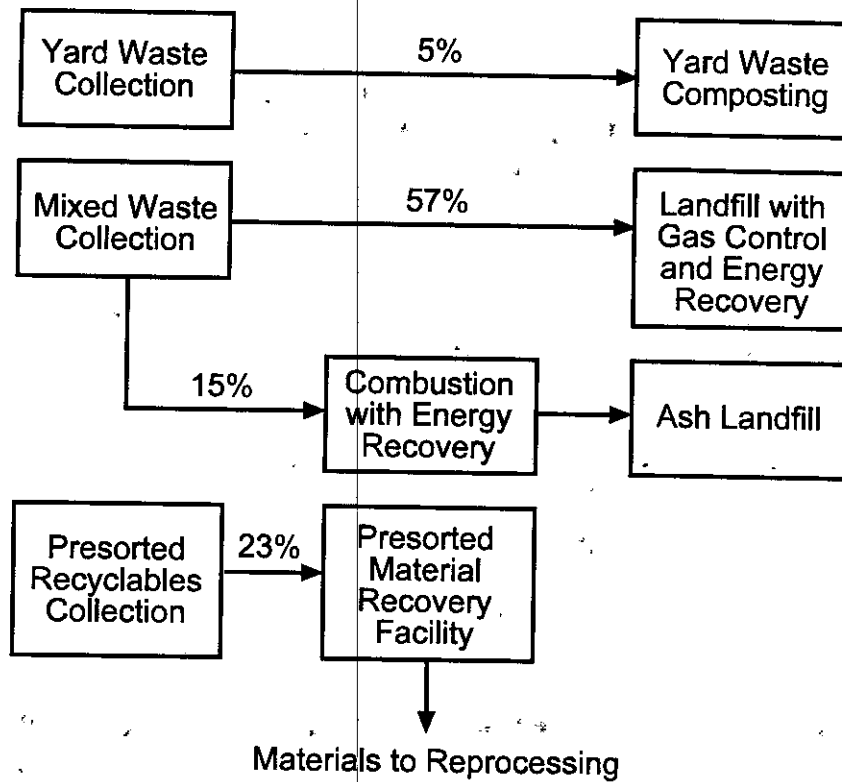 Yard Waste
Collection
5%
Yard Waste
Composting
Mixed Waste
Collection
57%
Landfill with
Gas Control
and Energy
Recovery
15%
Combustion
with Energy
Recovery
Ash Landfill
Presorted
Recyclables
Collection
23%
Presorted
Material
Recovery
Facility
Materials to Reprocessing